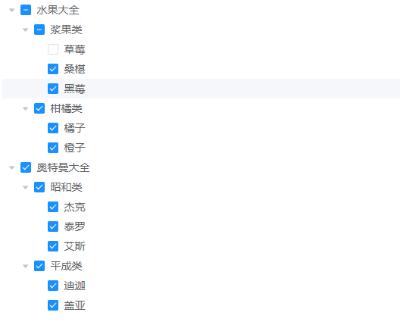 水果大全
浆果类
草莓
桑椹
黑莓
柑橘类
橘子
橙子
奥特曼大全
昭和类
杰克
泰罗
艾斯
平成类
迪迦
盖亚